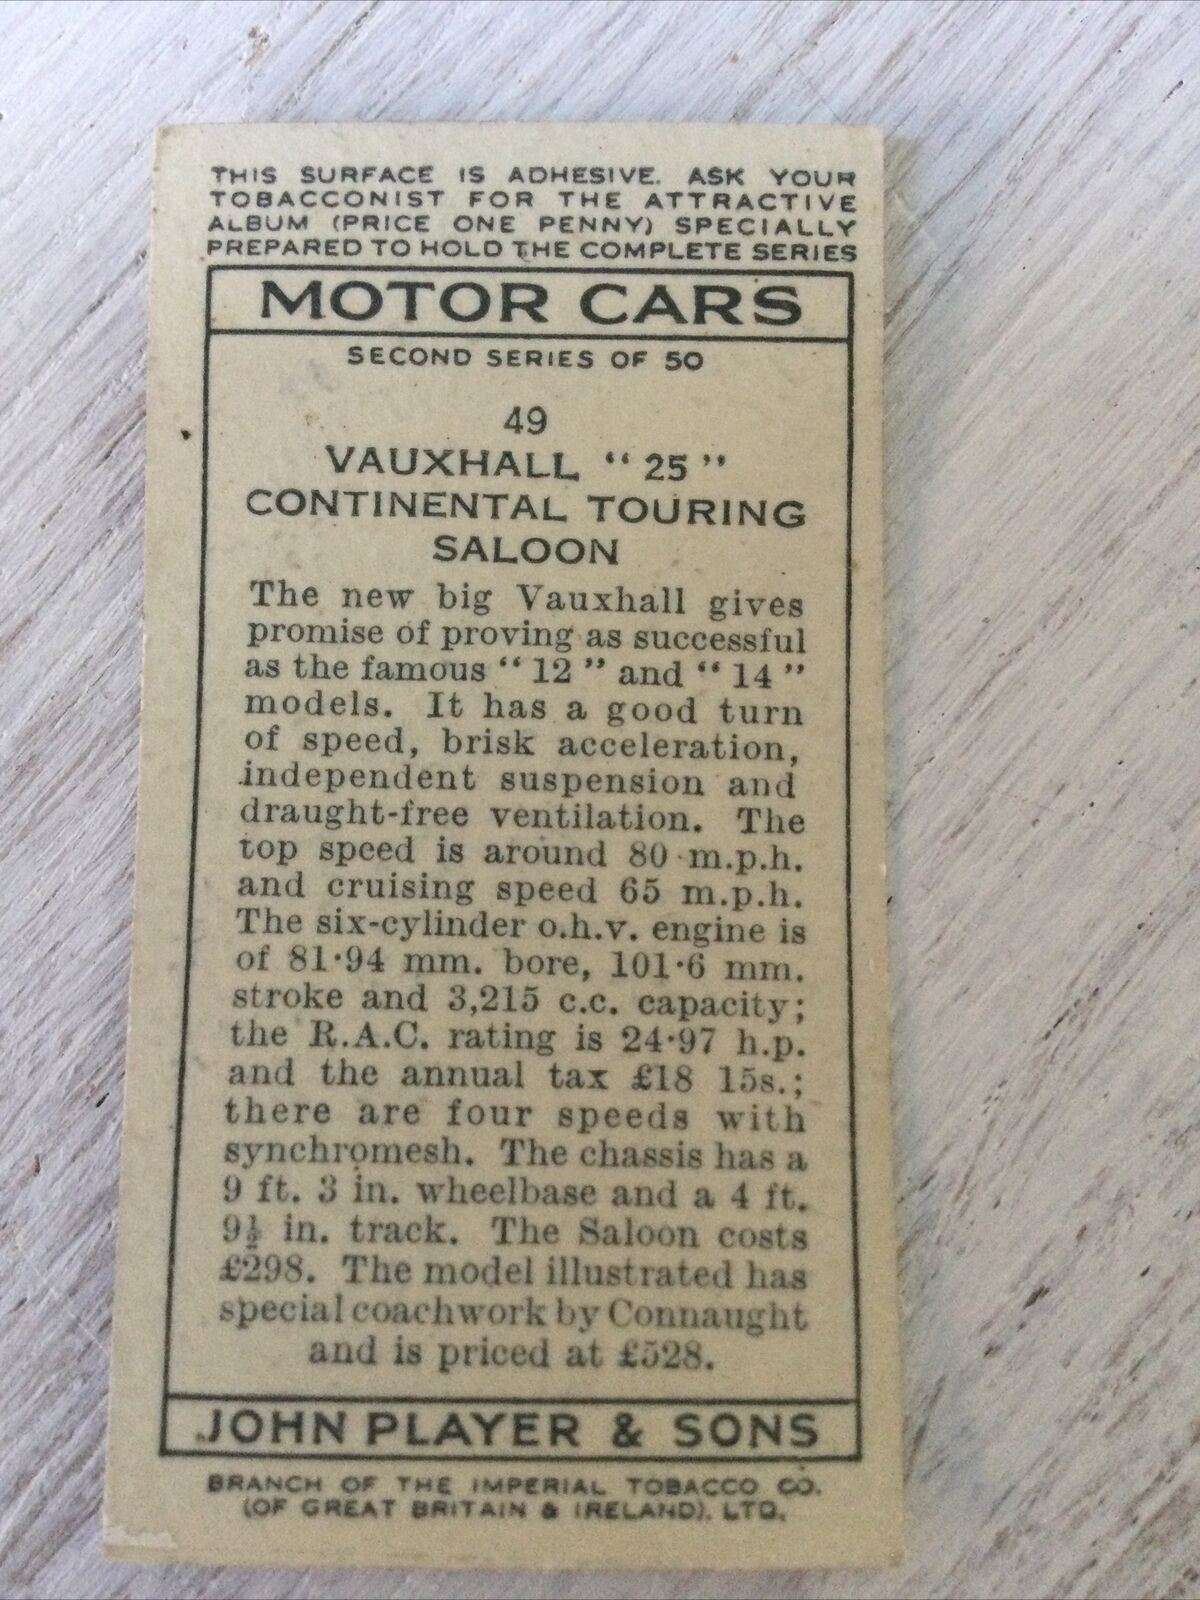 THIS SURFACE IS ADHESIVE. ASK YOUR
TOBACCONIST FOR THE ATTRACTIVE
ALBUM (PRICE ONE PENNY) SPECIALLY
PREPARED TO HOLD THE COMPLETE SERIES
MOTOR CARS
SECOND SERIES OF 50
49
VAUXHALL “ 25 ”
CONTINENTAL TOURING
SALOON
The new big Vauxhall gives
promise of proving as successful
as the famous “ 12 ” and “ 14 ”
models. It has a good turn
of speed, brisk acceleration,
independent suspension and
draught-free ventilation. The
top speed is around 80 m.p.h.
and cruising speed 65 m.p.h.
The six-cylinder o.h.v. engine is
of 81·94 mm. bore, 101·6 mm.
stroke and 3,215 c.c. capacity;
the R.A.C. rating is 24·97 h.p.
and the annual tax £18 15s.;
there are four speeds with
synchromesh. The chassis has a
9 ft. 3 in. wheelbase and a 4 ft.
9½ in. track. The Saloon costs
£298. The model illustrated has
special coachwork by Connaught
and is priced at £528.
JOHN PLAYER & SONS
BRANCH OF THE IMPERIAL TOBACCO CO.
(OF GREAT BRITAIN & IRELAND), LTD.